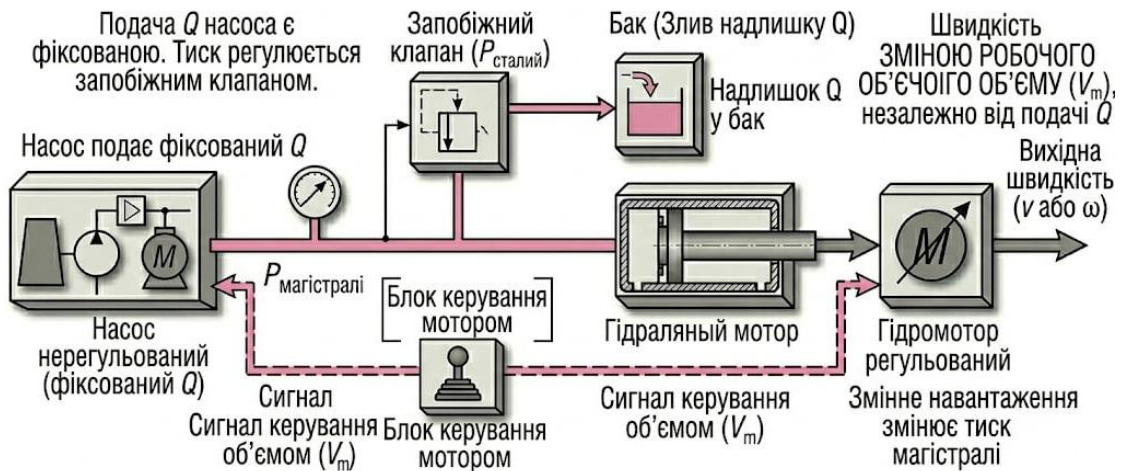 Подача Q насоса є
фіксованою. Тиск регулюється
запобіжним клапаном.
Запобіжний
клапан (Pсталий)
Бак (Злив надлишку Q)
Надлишок Q
у бак
Швидкість
ЗМІНОЮ РОБОЧОГО
ОБ’ЄЧОІГО ОБ’ЄМУ (Vm),
незалежно від подачі Q
Насос подає фіксований Q
Вихідна
швидкість
(v або ω)
M
M
Pмагістралі
Насос
нерегульований
(фіксований Q)
Блок керування
мотором
Гідраляный мотор
Гідромотор
регульований
Сигнал
Сигнал керування
об’ємом (Vm)
Блок керування
мотором
Сигнал керування
об’ємом (Vm)
Змінне навантаження
змінює тиск
магістралі